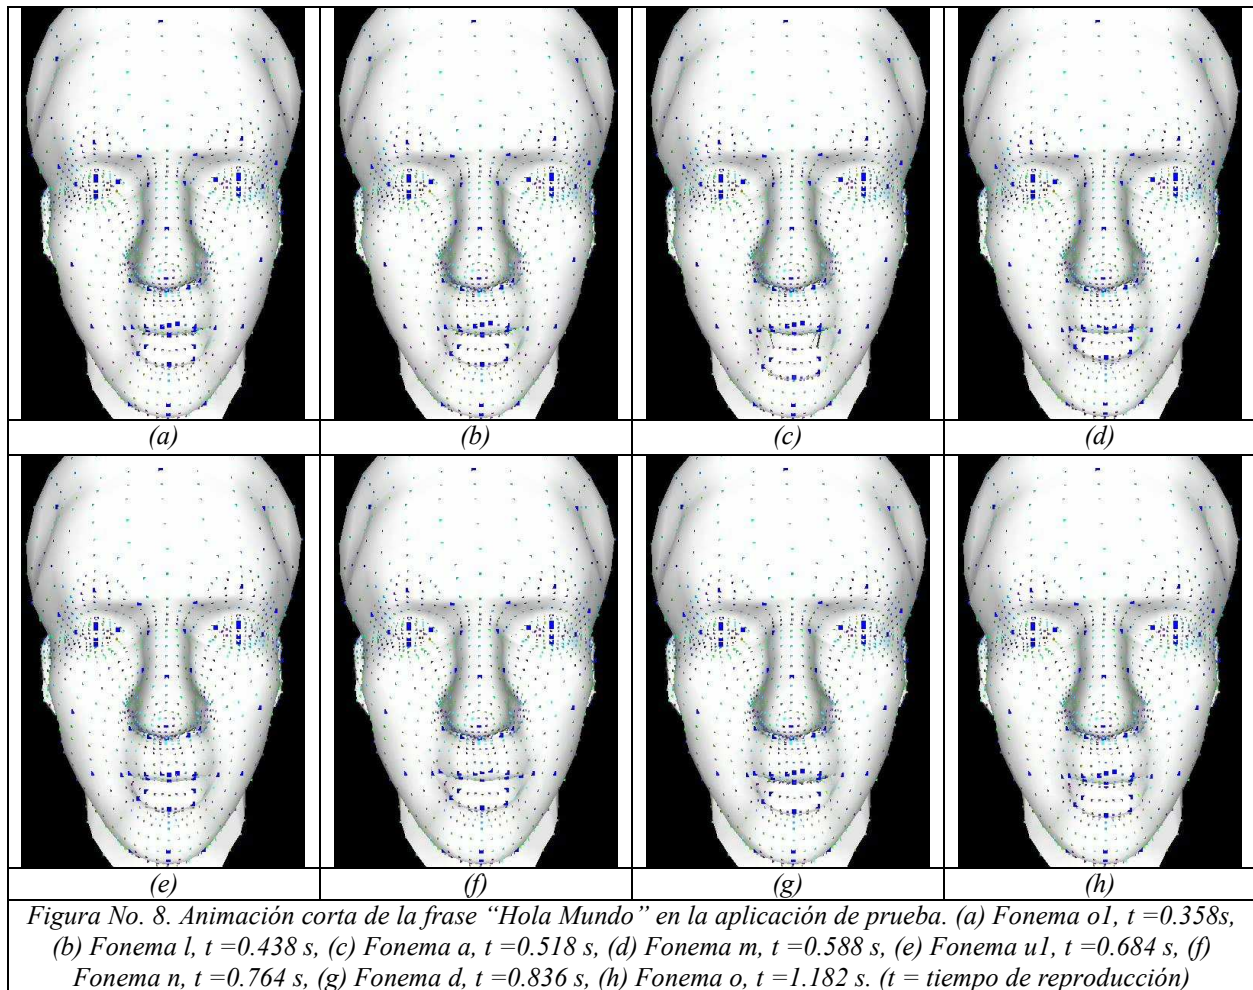 (a) (b) (c) (d)
(e) (f) (g) (h)
Figura No. 8. Animación corta de la frase “Hola Mundo” en la aplicación de prueba. (a) Fonema o1, t =0.358s,
(b) Fonema l, t =0.438 s, (c) Fonema a, t =0.518 s, (d) Fonema m, t =0.588 s, (e) Fonema u1, t =0.684 s, (f)
Fonema n, t =0.764 s, (g) Fonema d, t =0.836 s, (h) Fonema o, t =1.182 s. (t = tiempo de reproducción)